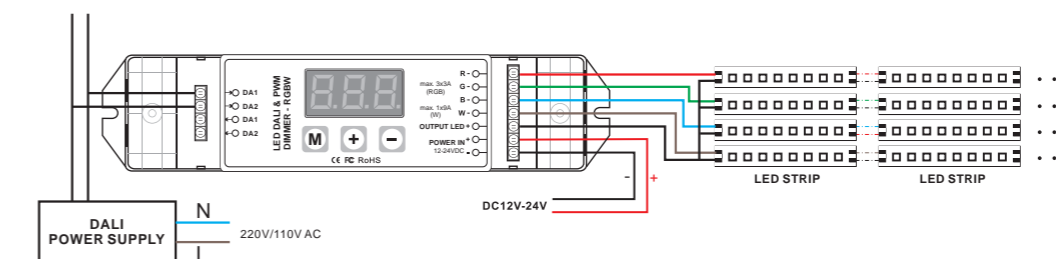 DA1
DA2
DA1
DA2
LED DALI & PWM
DIMMER - RGBW
888
M + -
CE FC RoHS
max. 3x3A
(RGB)
max. 1x9A
(W)
R -
G -
B -
W -
OUTPUT LED +
POWER IN +
12-24VDC -
- +
DC12V-24V
LED STRIP LED STRIP
DALI
POWER SUPPLY
N
220V/110V AC